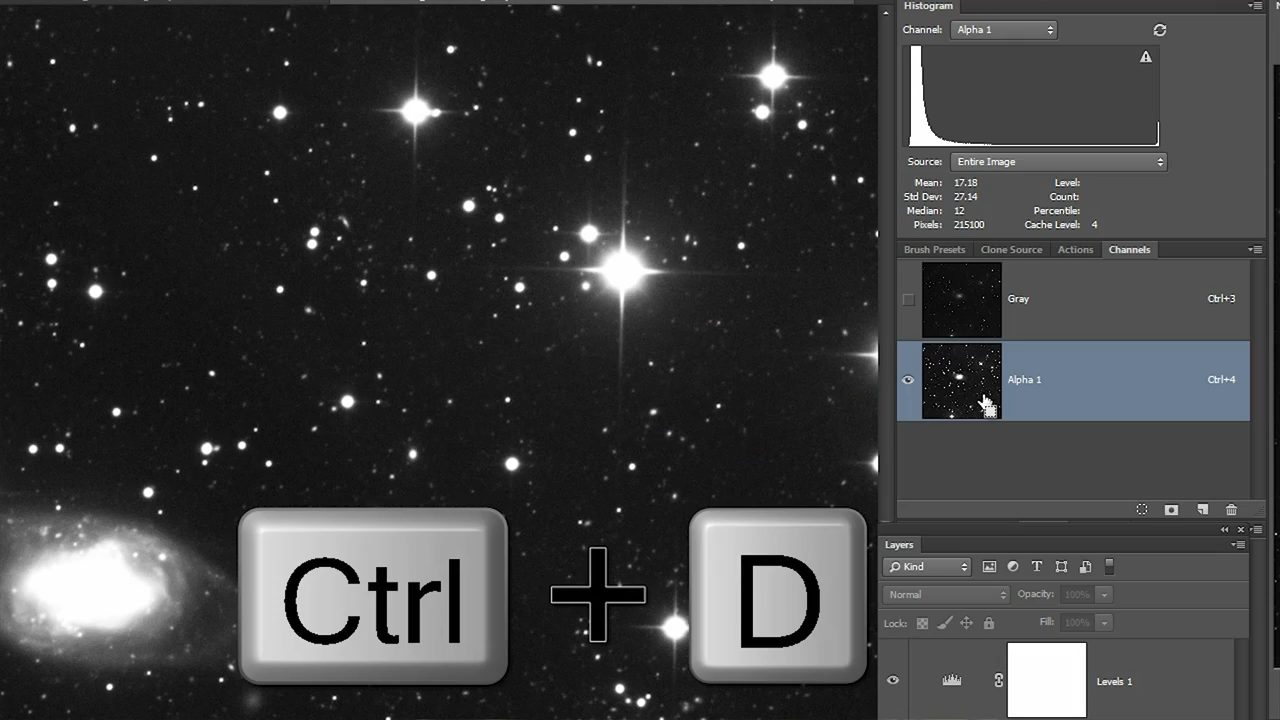 Histogram
Channel: Alpha 1
Source: Entire Image
Mean: 17.18 Level:
Std Dev: 27.14 Count:
Median: 12 Percentile:
Pixels: 215100 Cache Level: 4
Brush Presets Clone Source Actions Channels
Gray Ctrl+3
Alpha 1 Ctrl+4
Layers
Kind T
Normal Opacity: 100%
Lock: Fill: 100%
Levels 1
Ctrl + D